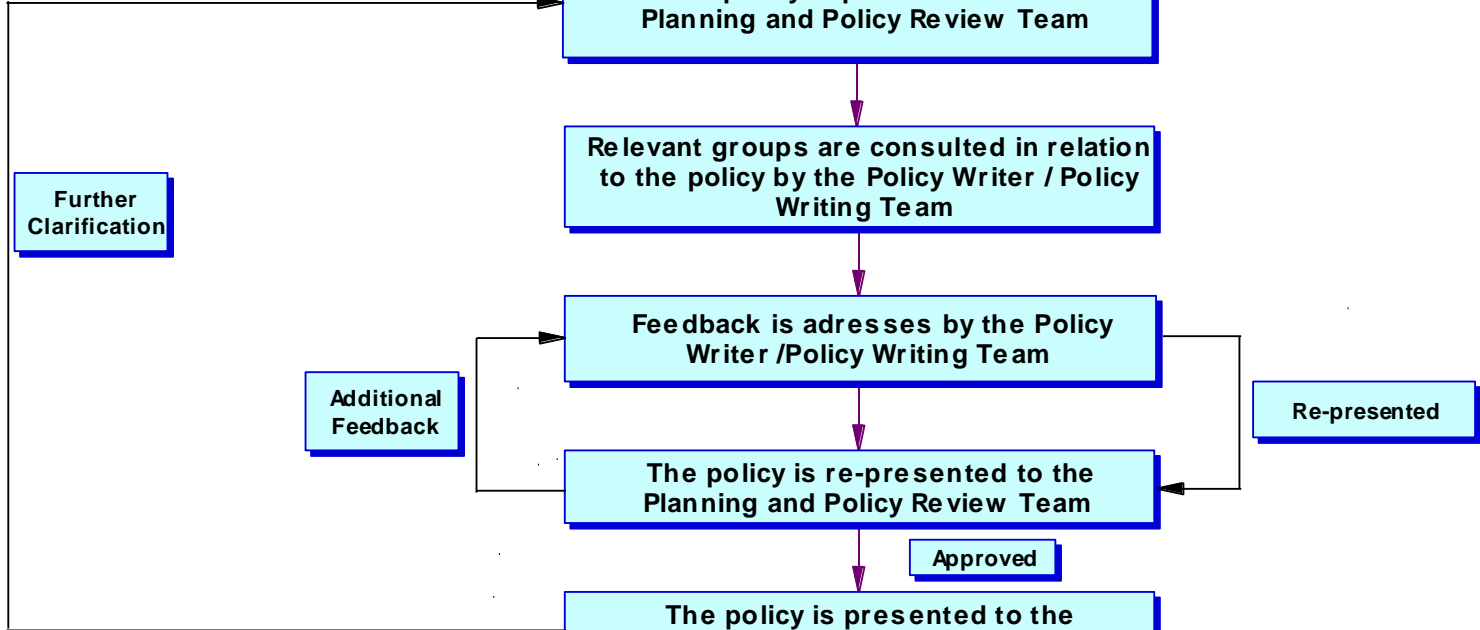 Planning and Policy Review Team
Relevant groups are consulted in relation
to the policy by the Policy Writer / Policy
Writing Team
Further
Clarification
Feedback is adresses by the Policy
Writer /Policy Writing Team
Additional
Feedback
Re-presented
The policy is re-presented to the
Planning and Policy Review Team
Approved
The policy is presented to the